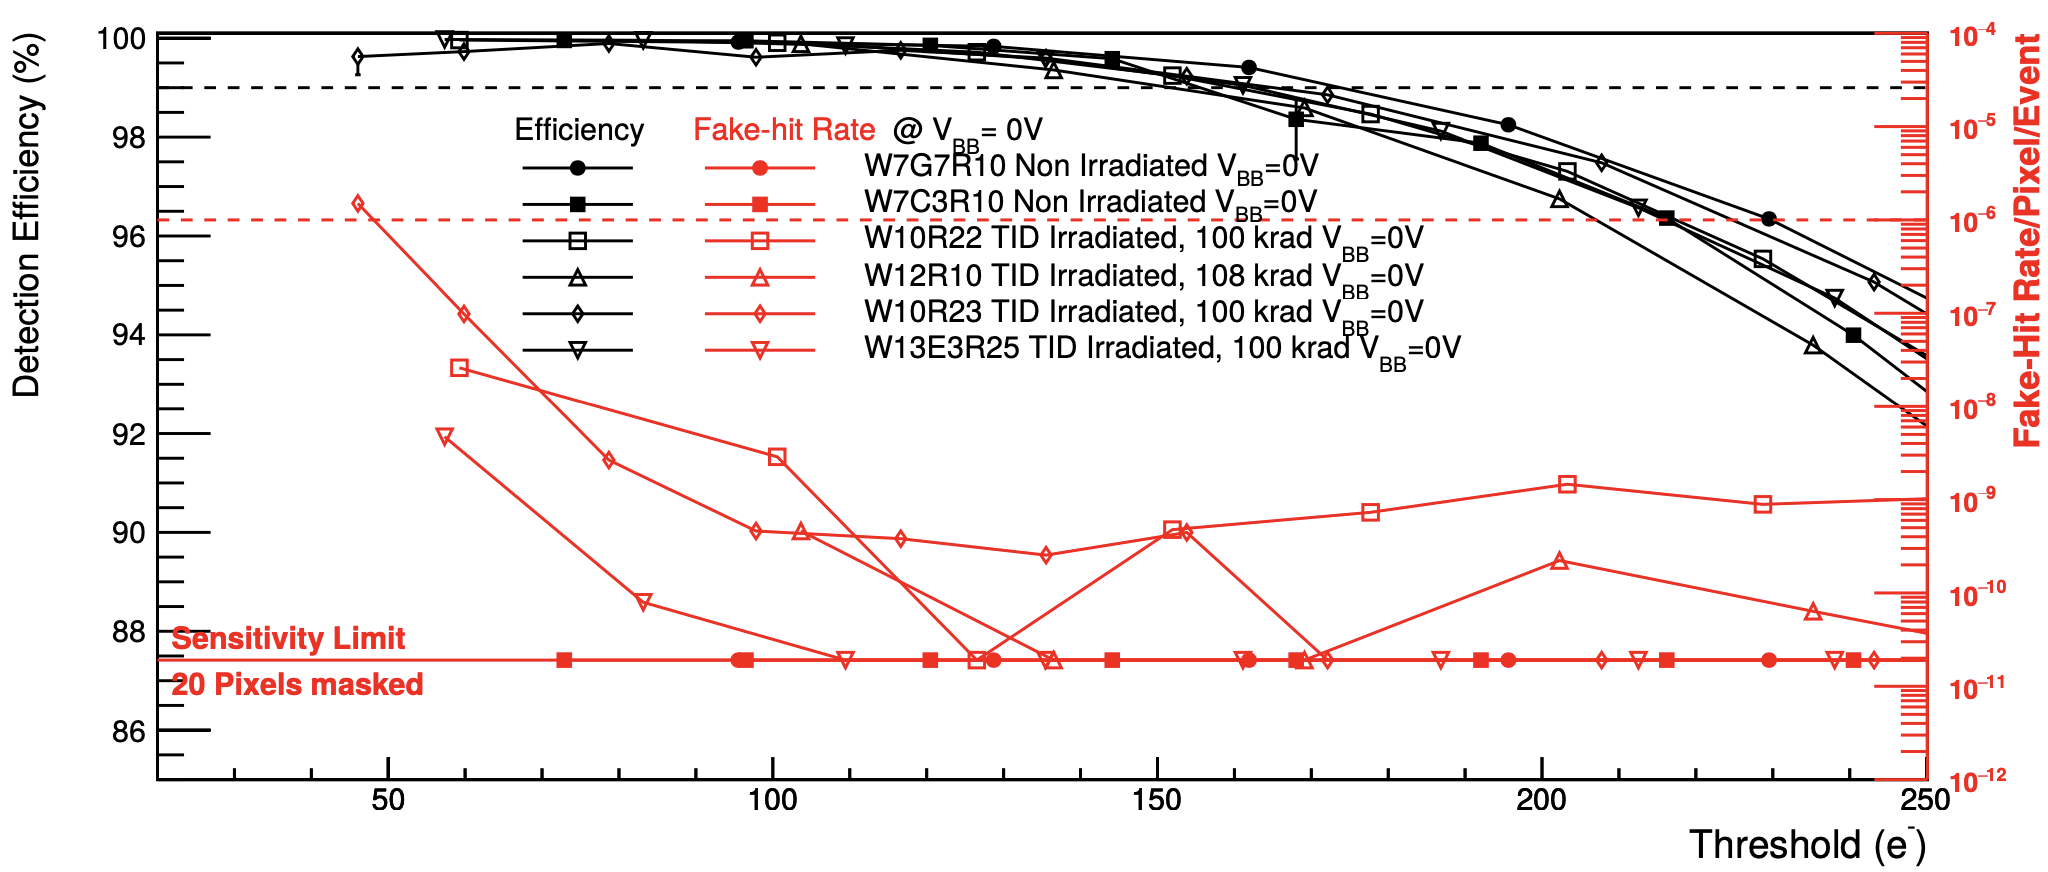 Detection Efficiency (%)
100
98
96
94
92
90
88
86
Efficiency Fake-hit Rate @ V_BB= 0V
W7G7R10 Non Irradiated V_BB=0V
W7C3R10 Non Irradiated V_BB=0V
W10R22 TID Irradiated, 100 krad V_BB=0V
W12R10 TID Irradiated, 108 krad V_BB=0V
W10R23 TID Irradiated, 100 krad V_BB=0V
W13E3R25 TID Irradiated, 100 krad V_BB=0V
Sensitivity Limit
20 Pixels masked
50 100 150 200 250
Threshold (e⁻)
10⁻⁴
10⁻⁵
10⁻⁶
10⁻⁷
10⁻⁸
10⁻⁹
10⁻¹⁰
10⁻¹¹
10⁻¹²
Fake-Hit Rate/Pixel/Event